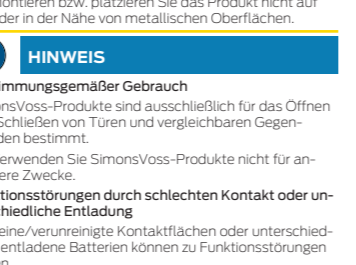 ontieren bzw. platzieren Sie das Produkt nicht auf
der in der Nähe von metallischen Oberflächen.
HINWEIS
immungsgemäßer Gebrauch
onsVoss-Produkte sind ausschließlich für das Öffnen
Schließen von Türen und vergleichbaren Gegen-
den bestimmt.
erwenden Sie SimonsVoss-Produkte nicht für an-
ere Zwecke.
tionsstörungen durch schlechten Kontakt oder un-
chiedliche Entladung
eine/verunreinigte Kontaktflächen oder unterschied-
entladene Batterien können zu Funktionsstörungen